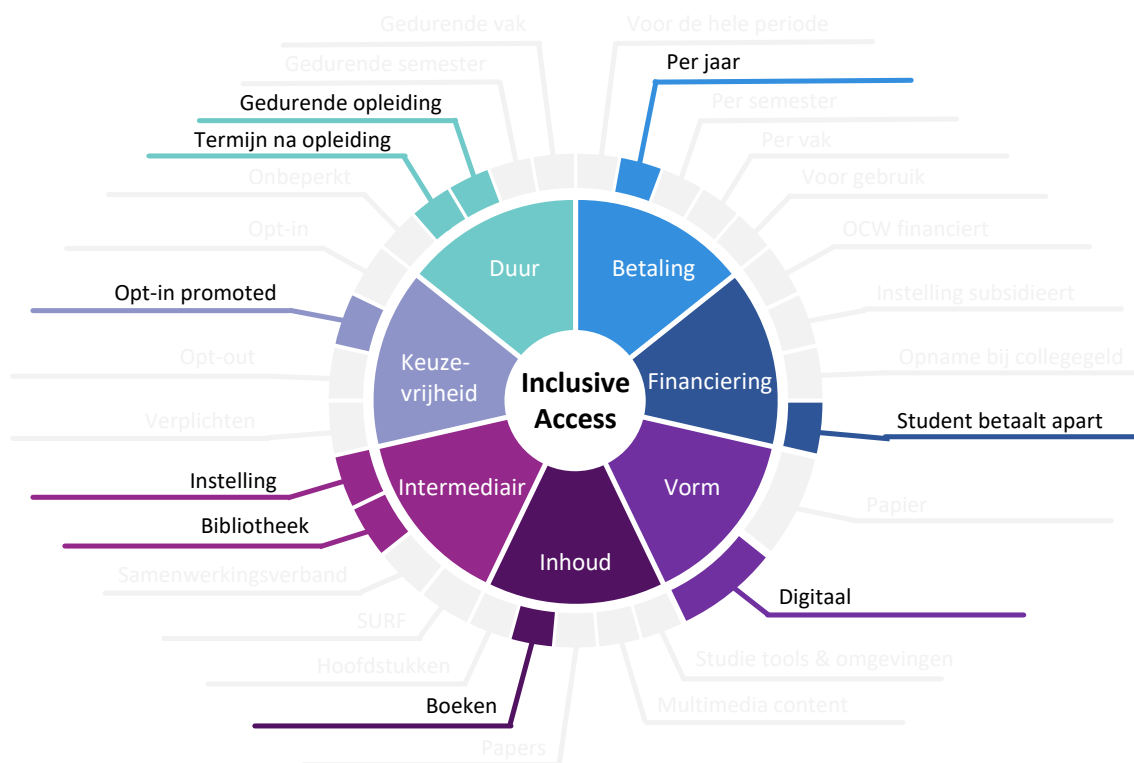 Gedurende vak
Voor de hele periode
Gedurende semester
Per jaar
Gedurende opleiding
Per semester
Termijn na opleiding
Per vak
Onbeperkt
Voor gebruik
Opt-in
OCW financiert
Duur
Betaling
Opt-in promoted
Instelling subsidieert
Opt-out
Keuze-
vrijheid
Inclusive
Access
Financiering
Opname bij collegegeld
Verplichten
Student betaalt apart
Instelling
Intermediair
Vorm
Papier
Bibliotheek
Inhoud
Samenwerkingsverband
Digitaal
SURF
Hoofdstukken
Studie tools & omgevingen
Boeken
Multimedia content
Papers